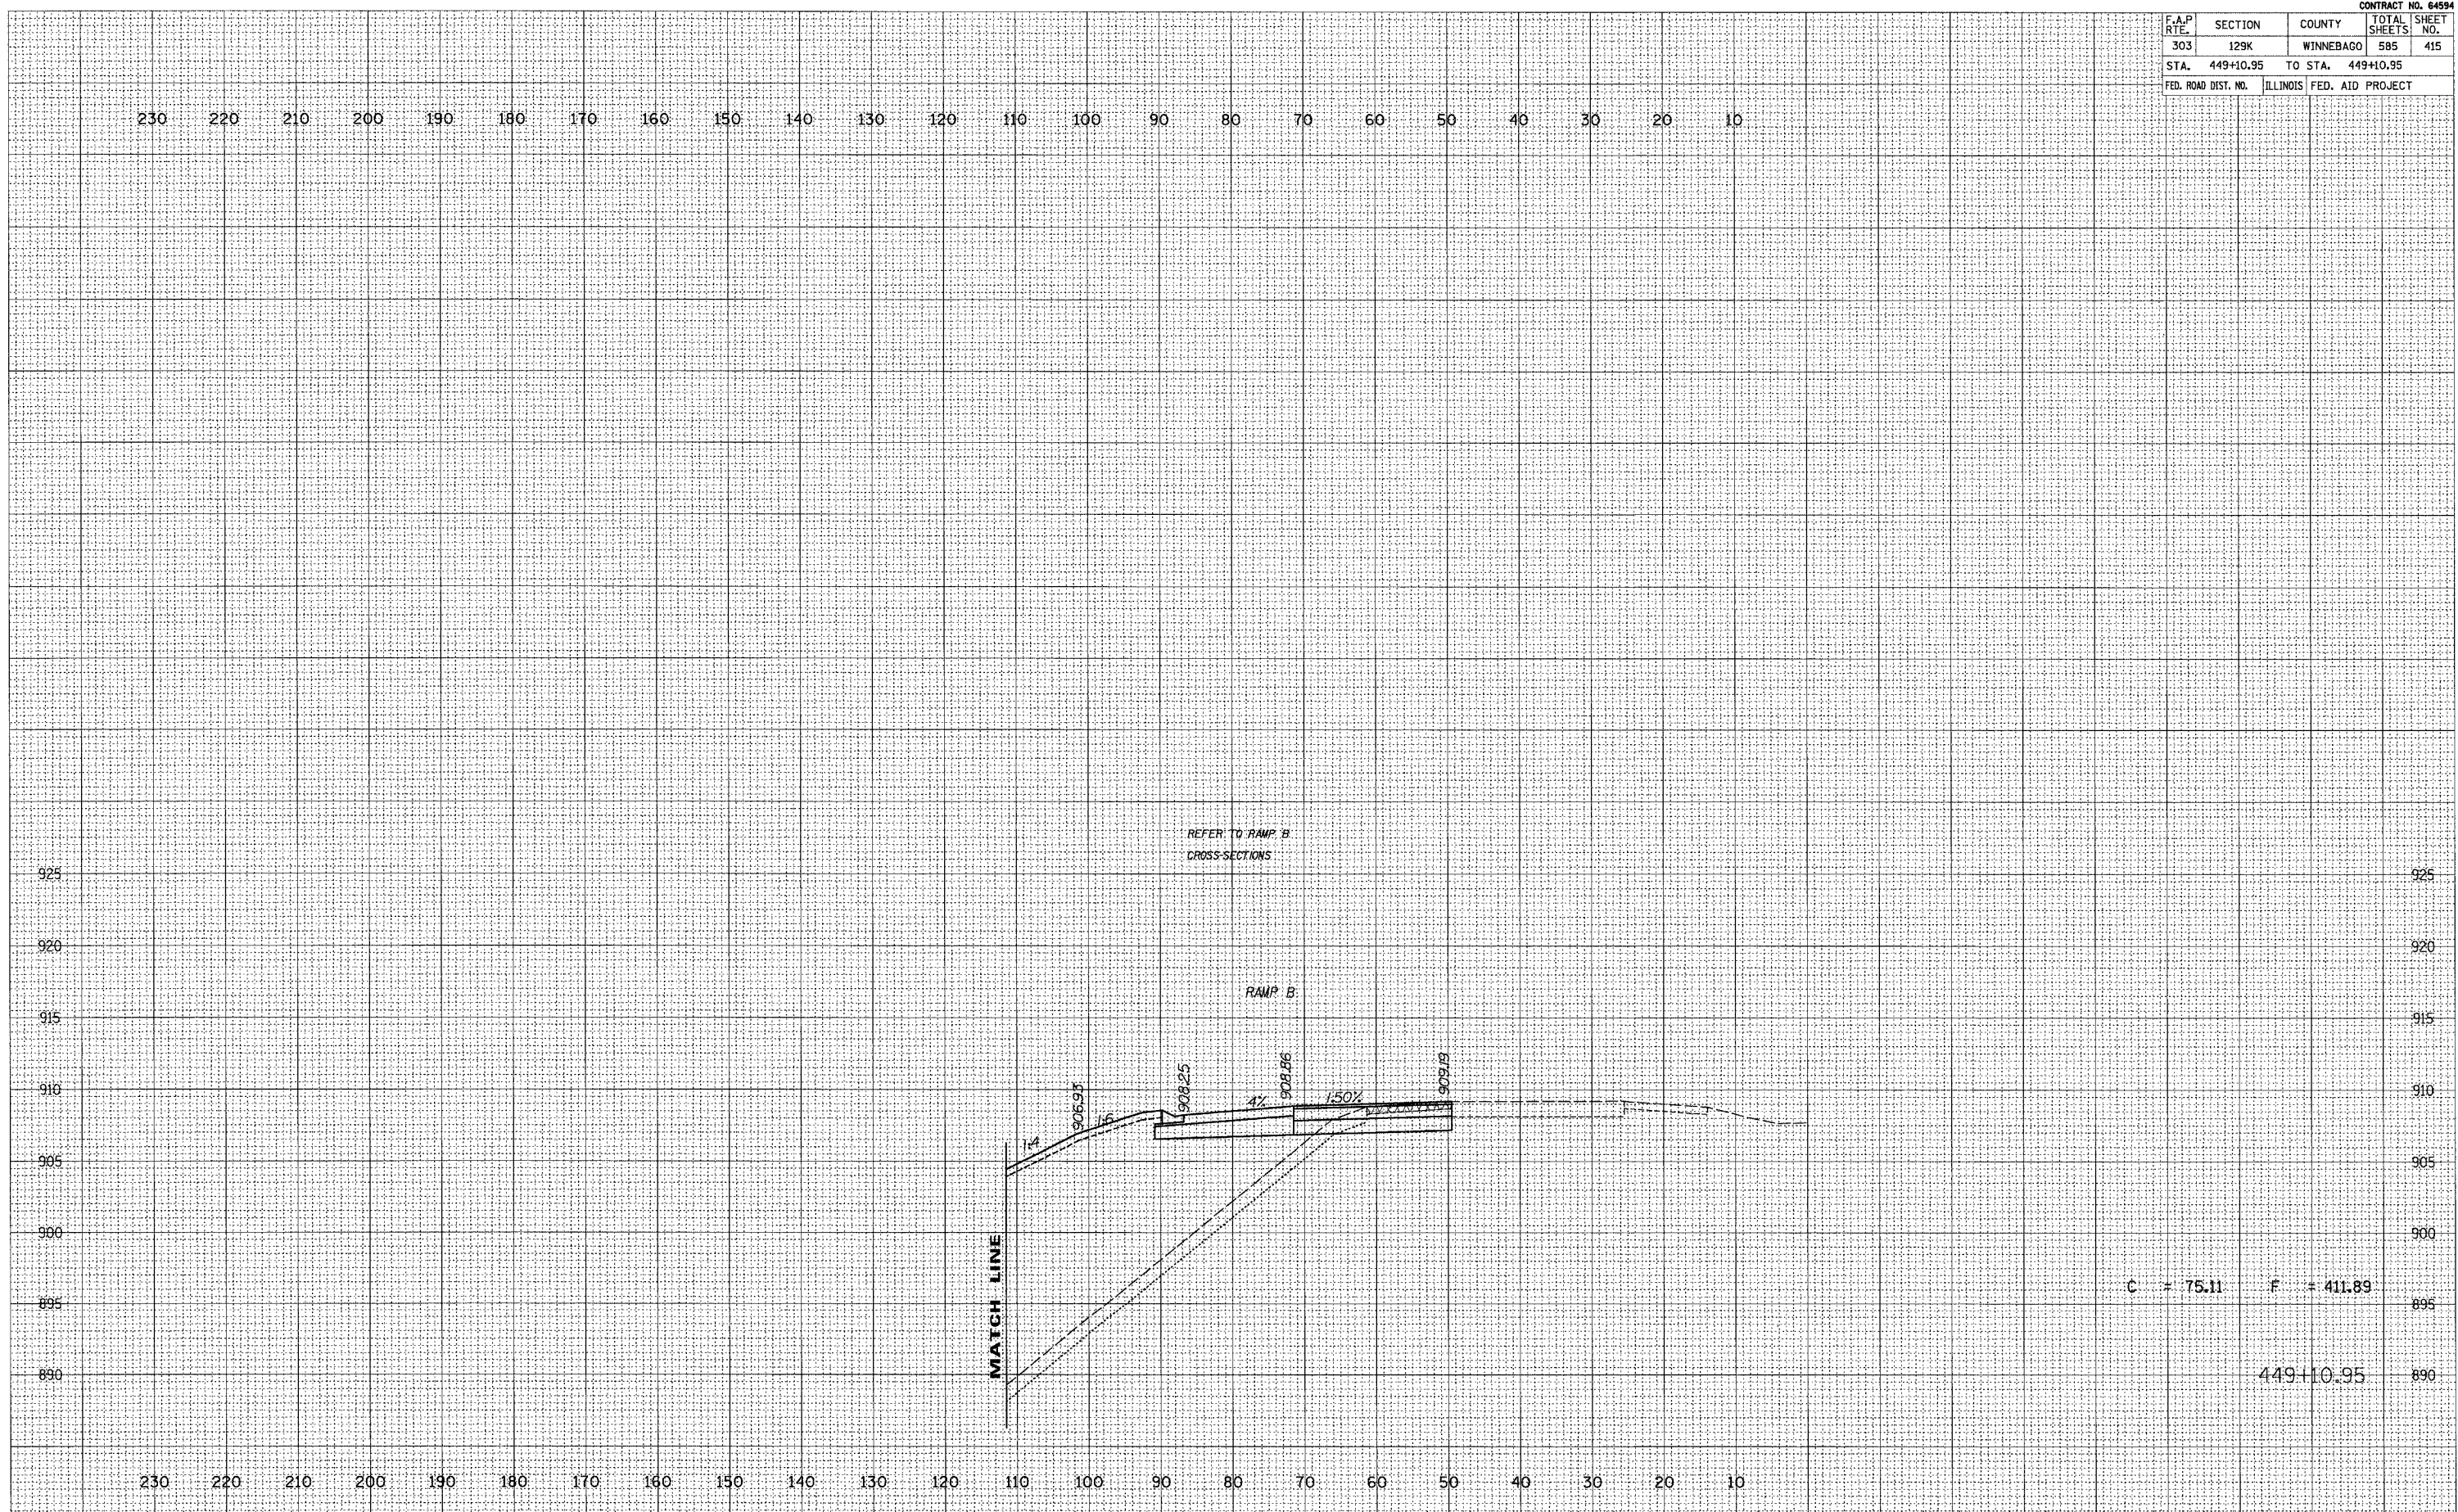 CONTRACT NO. 64594
F.A.P RTE. SECTION COUNTY TOTAL SHEETS SHEET NO.
303 129K WINNEBAGO 585 415
STA. 449+10.95 TO STA. 449+10.95
FED. ROAD DIST. NO. ILLINOIS FED. AID PROJECT
230 220 210 200 190 180 170 160 150 140 130 120 110 100 90 80 70 60 50 40 30 20 10
REFER TO RAMP B
CROSS-SECTIONS
925 925
920 920
RAMP B
915 915
910 906.93 908.25 908.86 909.19 910
1:4 1:6 4% 1.50%
905 905
900 900
MATCH LINE
C = 75.11 F = 411.89
895 895
890 449+10.95 890
230 220 210 200 190 180 170 160 150 140 130 120 110 100 90 80 70 60 50 40 30 20 10